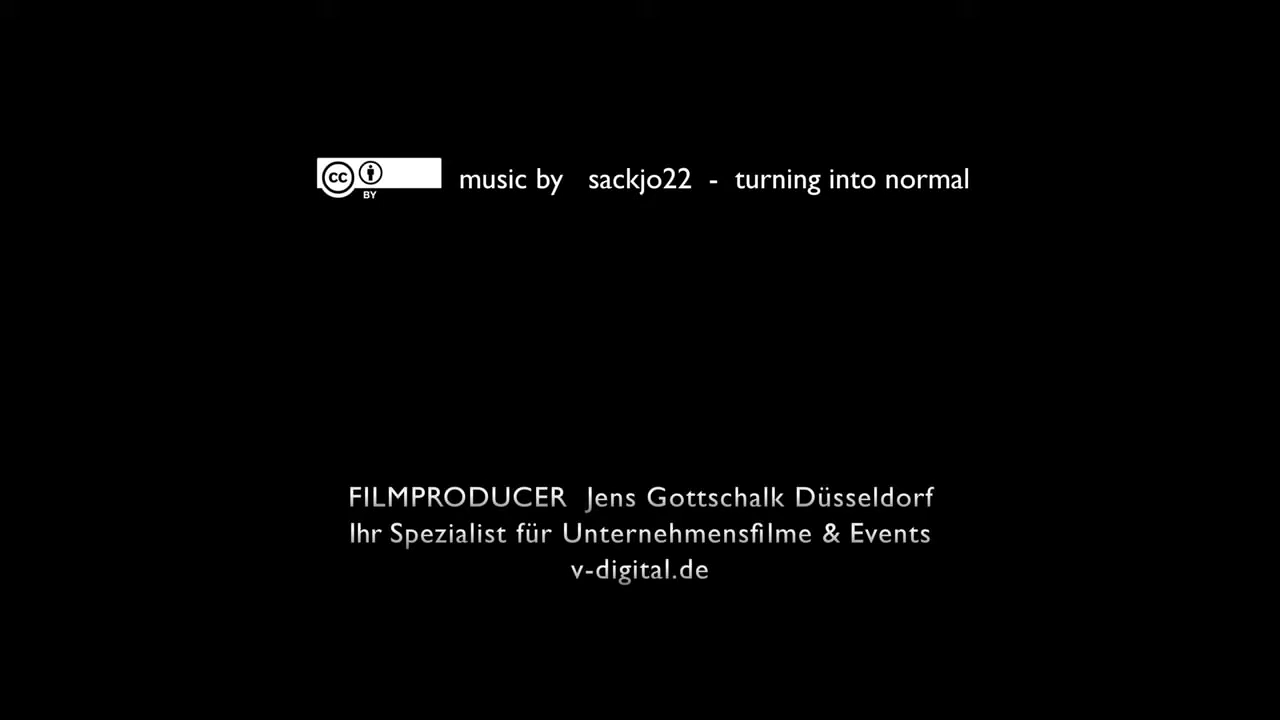 cc BY music by sackjo22 - turning into normal
FILMPRODUCER Jens Gottschalk Düsseldorf
Ihr Spezialist für Unternehmensfilme & Events
v-digital.de